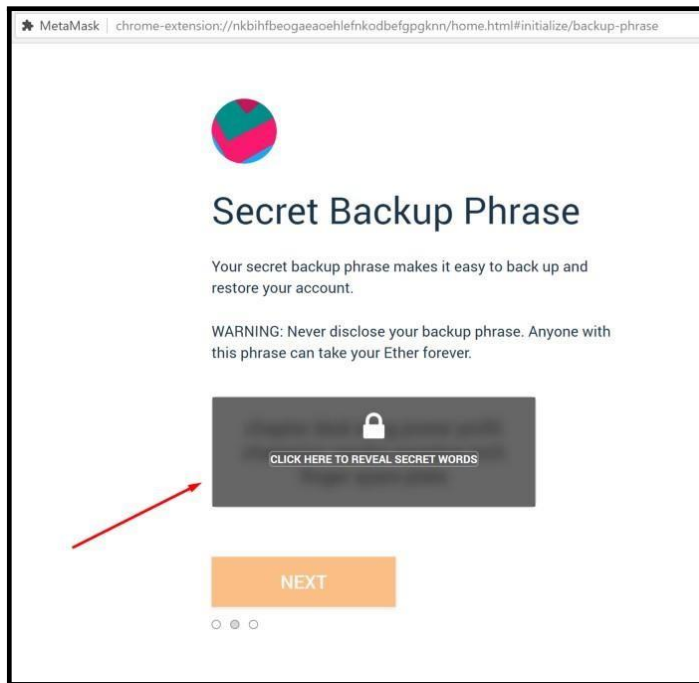 MetaMask chrome-extension://nkbihfbeogaeaoehlefnkodbefgpgknn/home.html#initialize/backup-phrase
Secret Backup Phrase
Your secret backup phrase makes it easy to back up and
restore your account.
WARNING: Never disclose your backup phrase. Anyone with
this phrase can take your Ether forever.
CLICK HERE TO REVEAL SECRET WORDS
NEXT